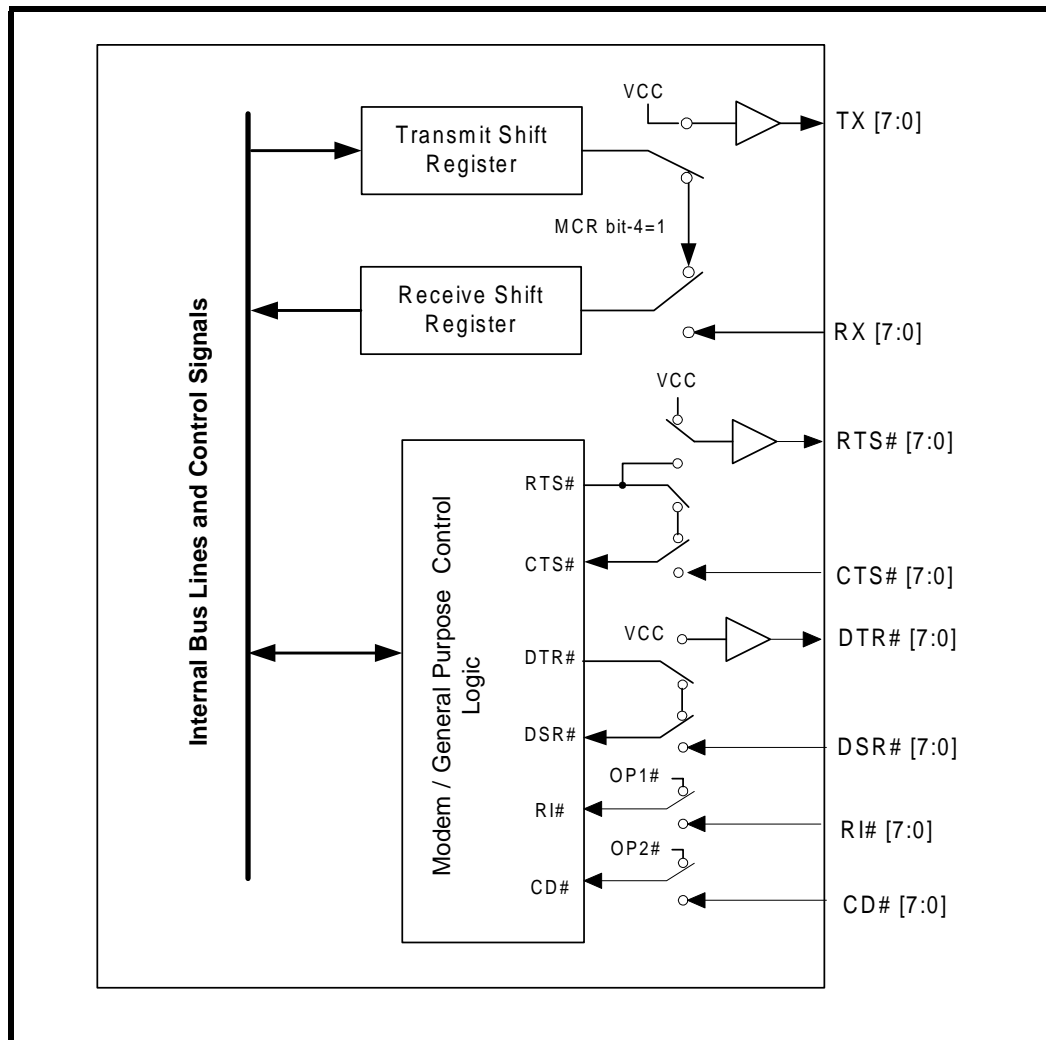 VCC
TX [7:0]
Transmit Shift
Register
MCR bit-4=1
Receive Shift
Register
RX [7:0]
Internal Bus Lines and Control Signals
VCC
RTS# [7:0]
RTS#
CTS#
CTS# [7:0]
Modem / General Purpose Control
Logic
VCC
DTR# [7:0]
DTR#
DSR#
DSR# [7:0]
OP1#
RI#
RI# [7:0]
OP2#
CD#
CD# [7:0]